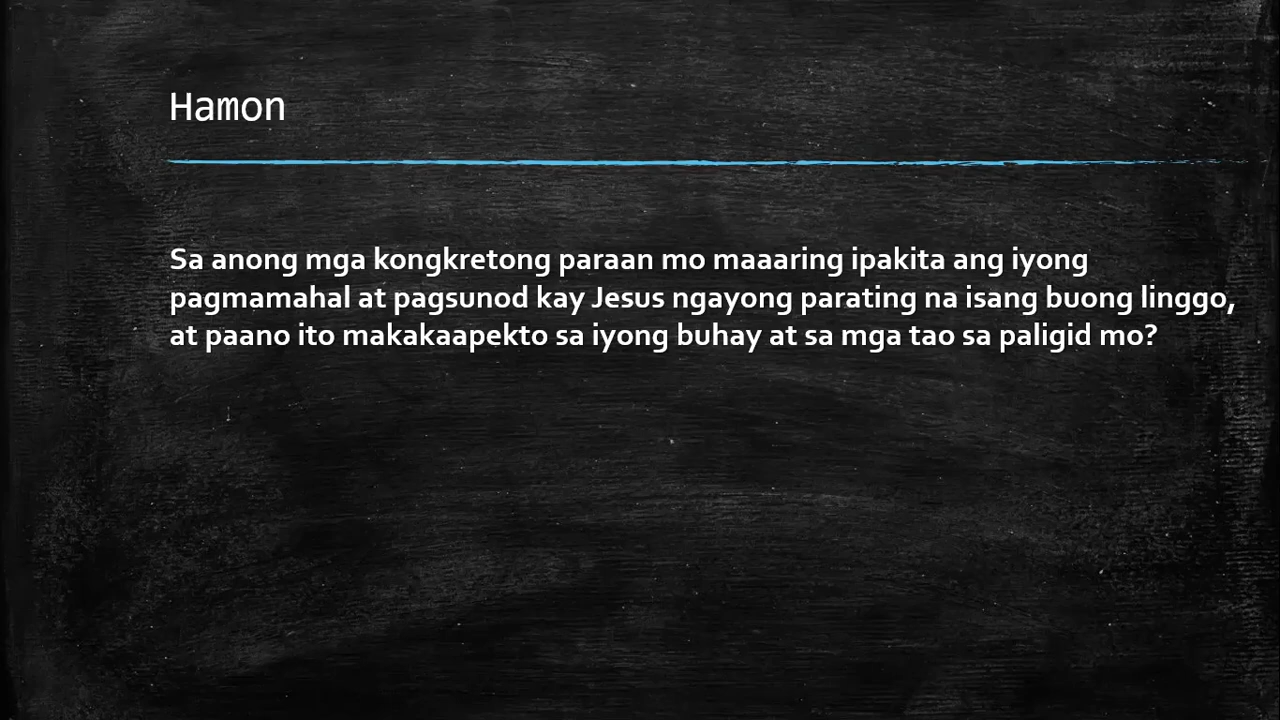 Hamon
Sa anong mga kongkretong paraan mo maaaring ipakita ang iyong
pagmamahal at pagsunod kay Jesus ngayong parating na isang buong linggo,
at paano ito makakaapekto sa iyong buhay at sa mga tao sa paligid mo?